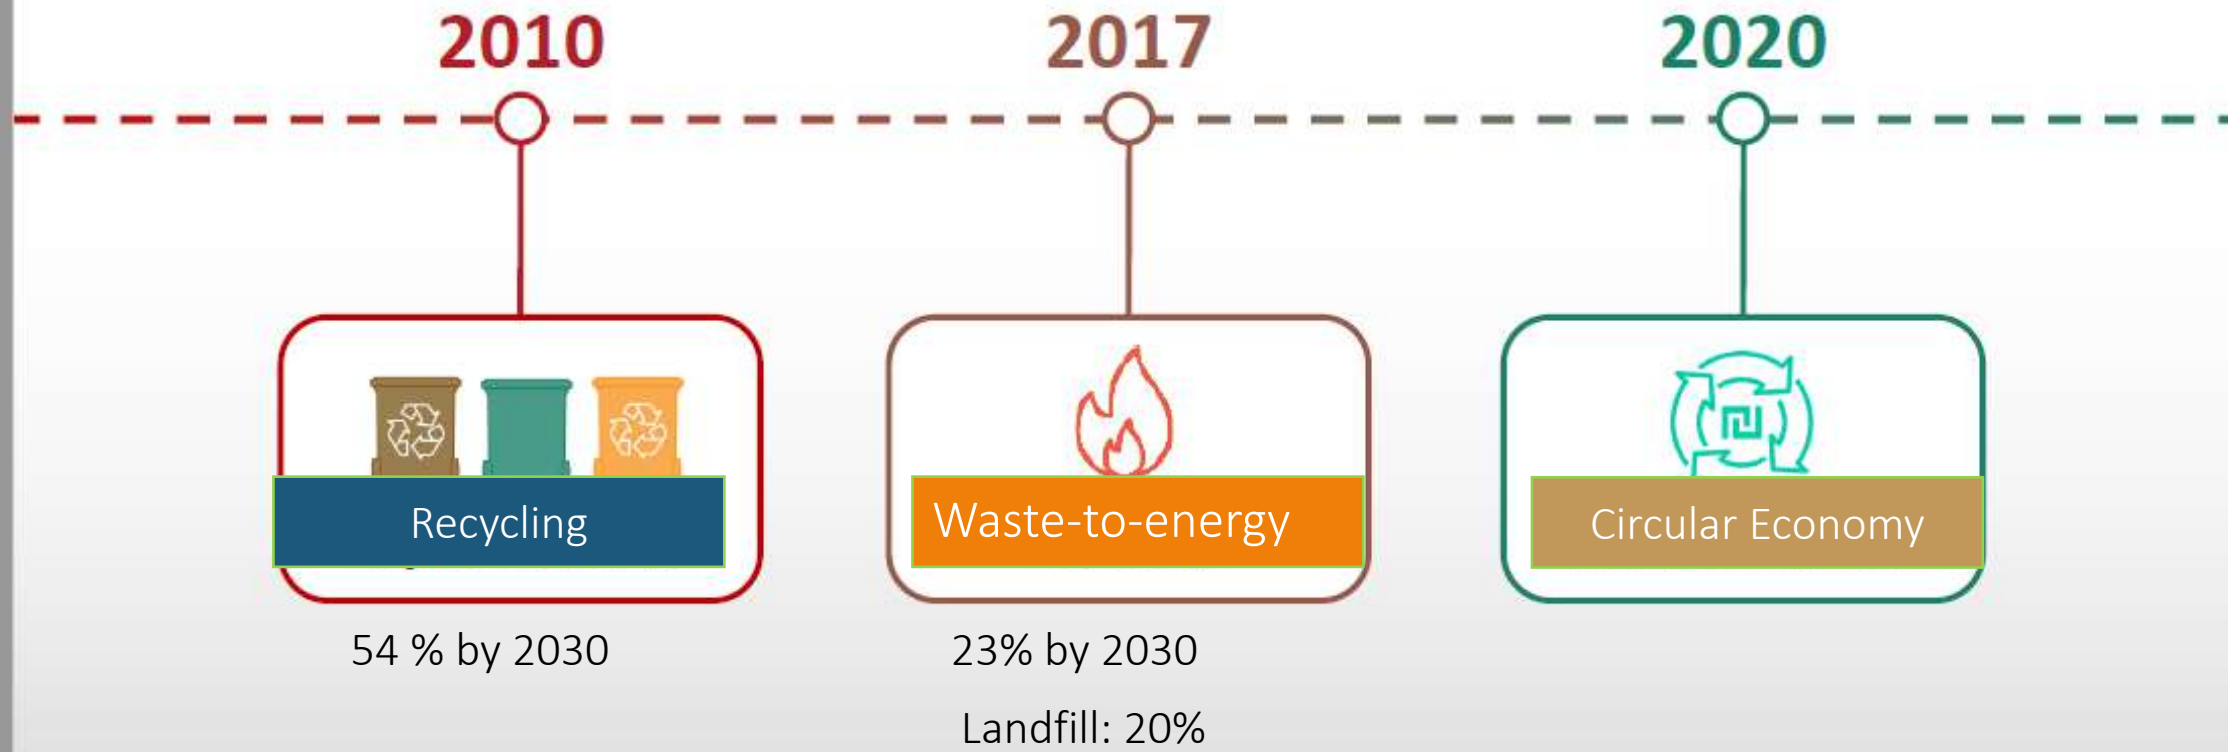 2010
2017
2020
Recycling
Waste-to-energy
Circular Economy
54 % by 2030
23% by 2030
Landfill: 20%